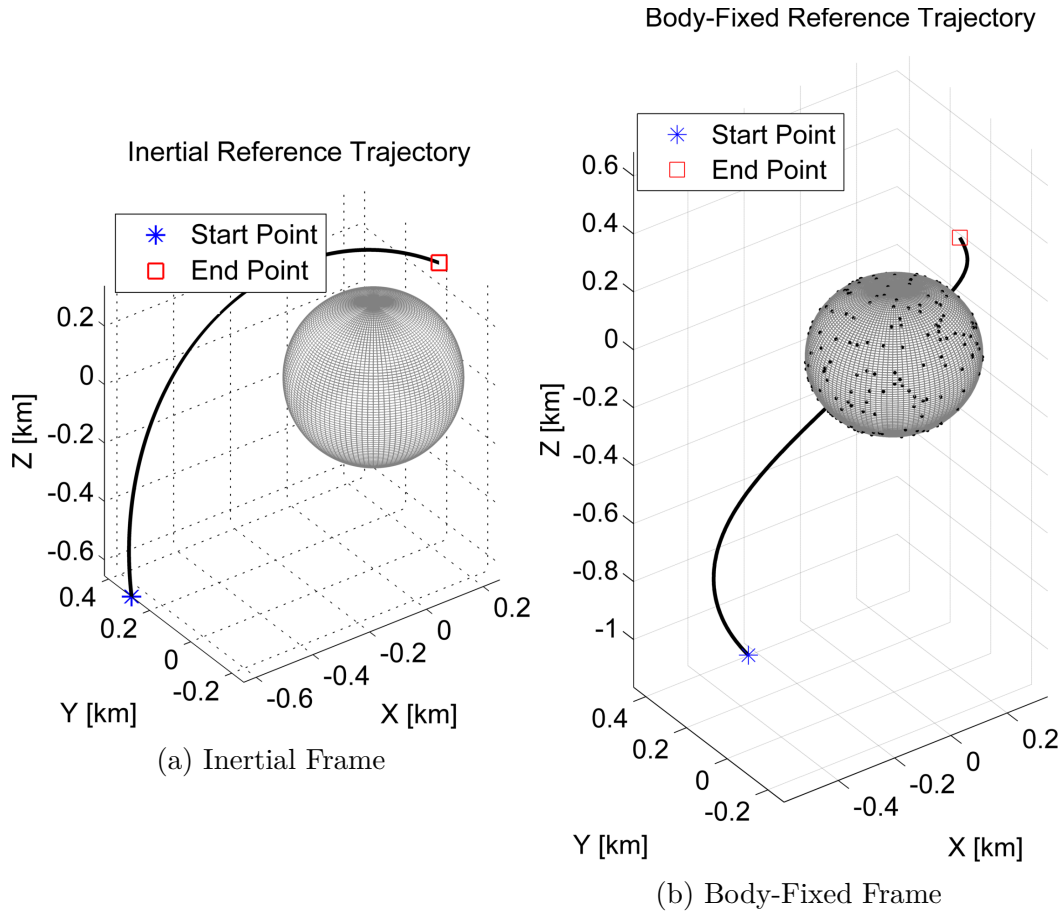 Inertial Reference Trajectory
Start Point
End Point
0.2
0
-0.2
-0.4
-0.6
Z [km]
0.4
0.2
0
-0.2
Y [km]
-0.6
-0.4
-0.2
0
0.2
X [km]
(a) Inertial Frame
Body-Fixed Reference Trajectory
Start Point
End Point
0.6
0.4
0.2
0
-0.2
-0.4
-0.6
-0.8
-1
Z [km]
0.4
0.2
0
-0.2
Y [km]
-0.4
-0.2
0
0.2
X [km]
(b) Body-Fixed Frame